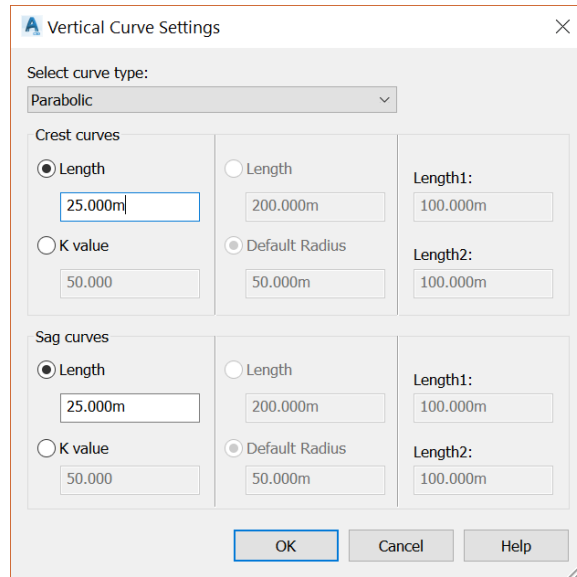 Vertical Curve Settings
Select curve type:
Parabolic
Crest curves
Length
25.000m
K value
50.000
Length
200.000m
Default Radius
50.000m
Length1:
100.000m
Length2:
100.000m
Sag curves
Length
25.000m
K value
50.000
Length
200.000m
Default Radius
50.000m
Length1:
100.000m
Length2:
100.000m
OK
Cancel
Help